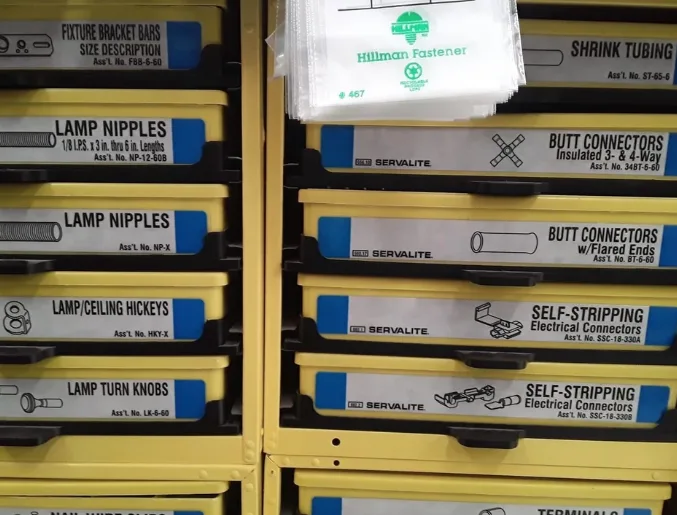 FIXTURE BRACKET BARS
SIZE DESCRIPTION
Ass't. No. FBB-6-60
LAMP NIPPLES
1/8 I.P.S. x 3 in. thru 6 in. Lengths
Ass't. No. NP-12-60B
LAMP NIPPLES
Ass't. No. NP-X
LAMP/CEILING HICKEYS
Ass't. No. HKY-X
LAMP TURN KNOBS
Ass't. No. LK-6-60
HILLMAN
Hillman Fastener
467
SHRINK TUBING
Ass't. No. ST-65-6
SERVALITE
BUTT CONNECTORS
Insulated 3- & 4-Way
Ass't. No. 34BT-6-60
SERVALITE
BUTT CONNECTORS
w/Flared Ends
Ass't. No. BT-6-60
SERVALITE
SELF-STRIPPING
Electrical Connectors
Ass't. No. SSC-18-330A
SERVALITE
SELF-STRIPPING
Electrical Connectors
Ass't. No. SSC-18-330B
TERMINALS